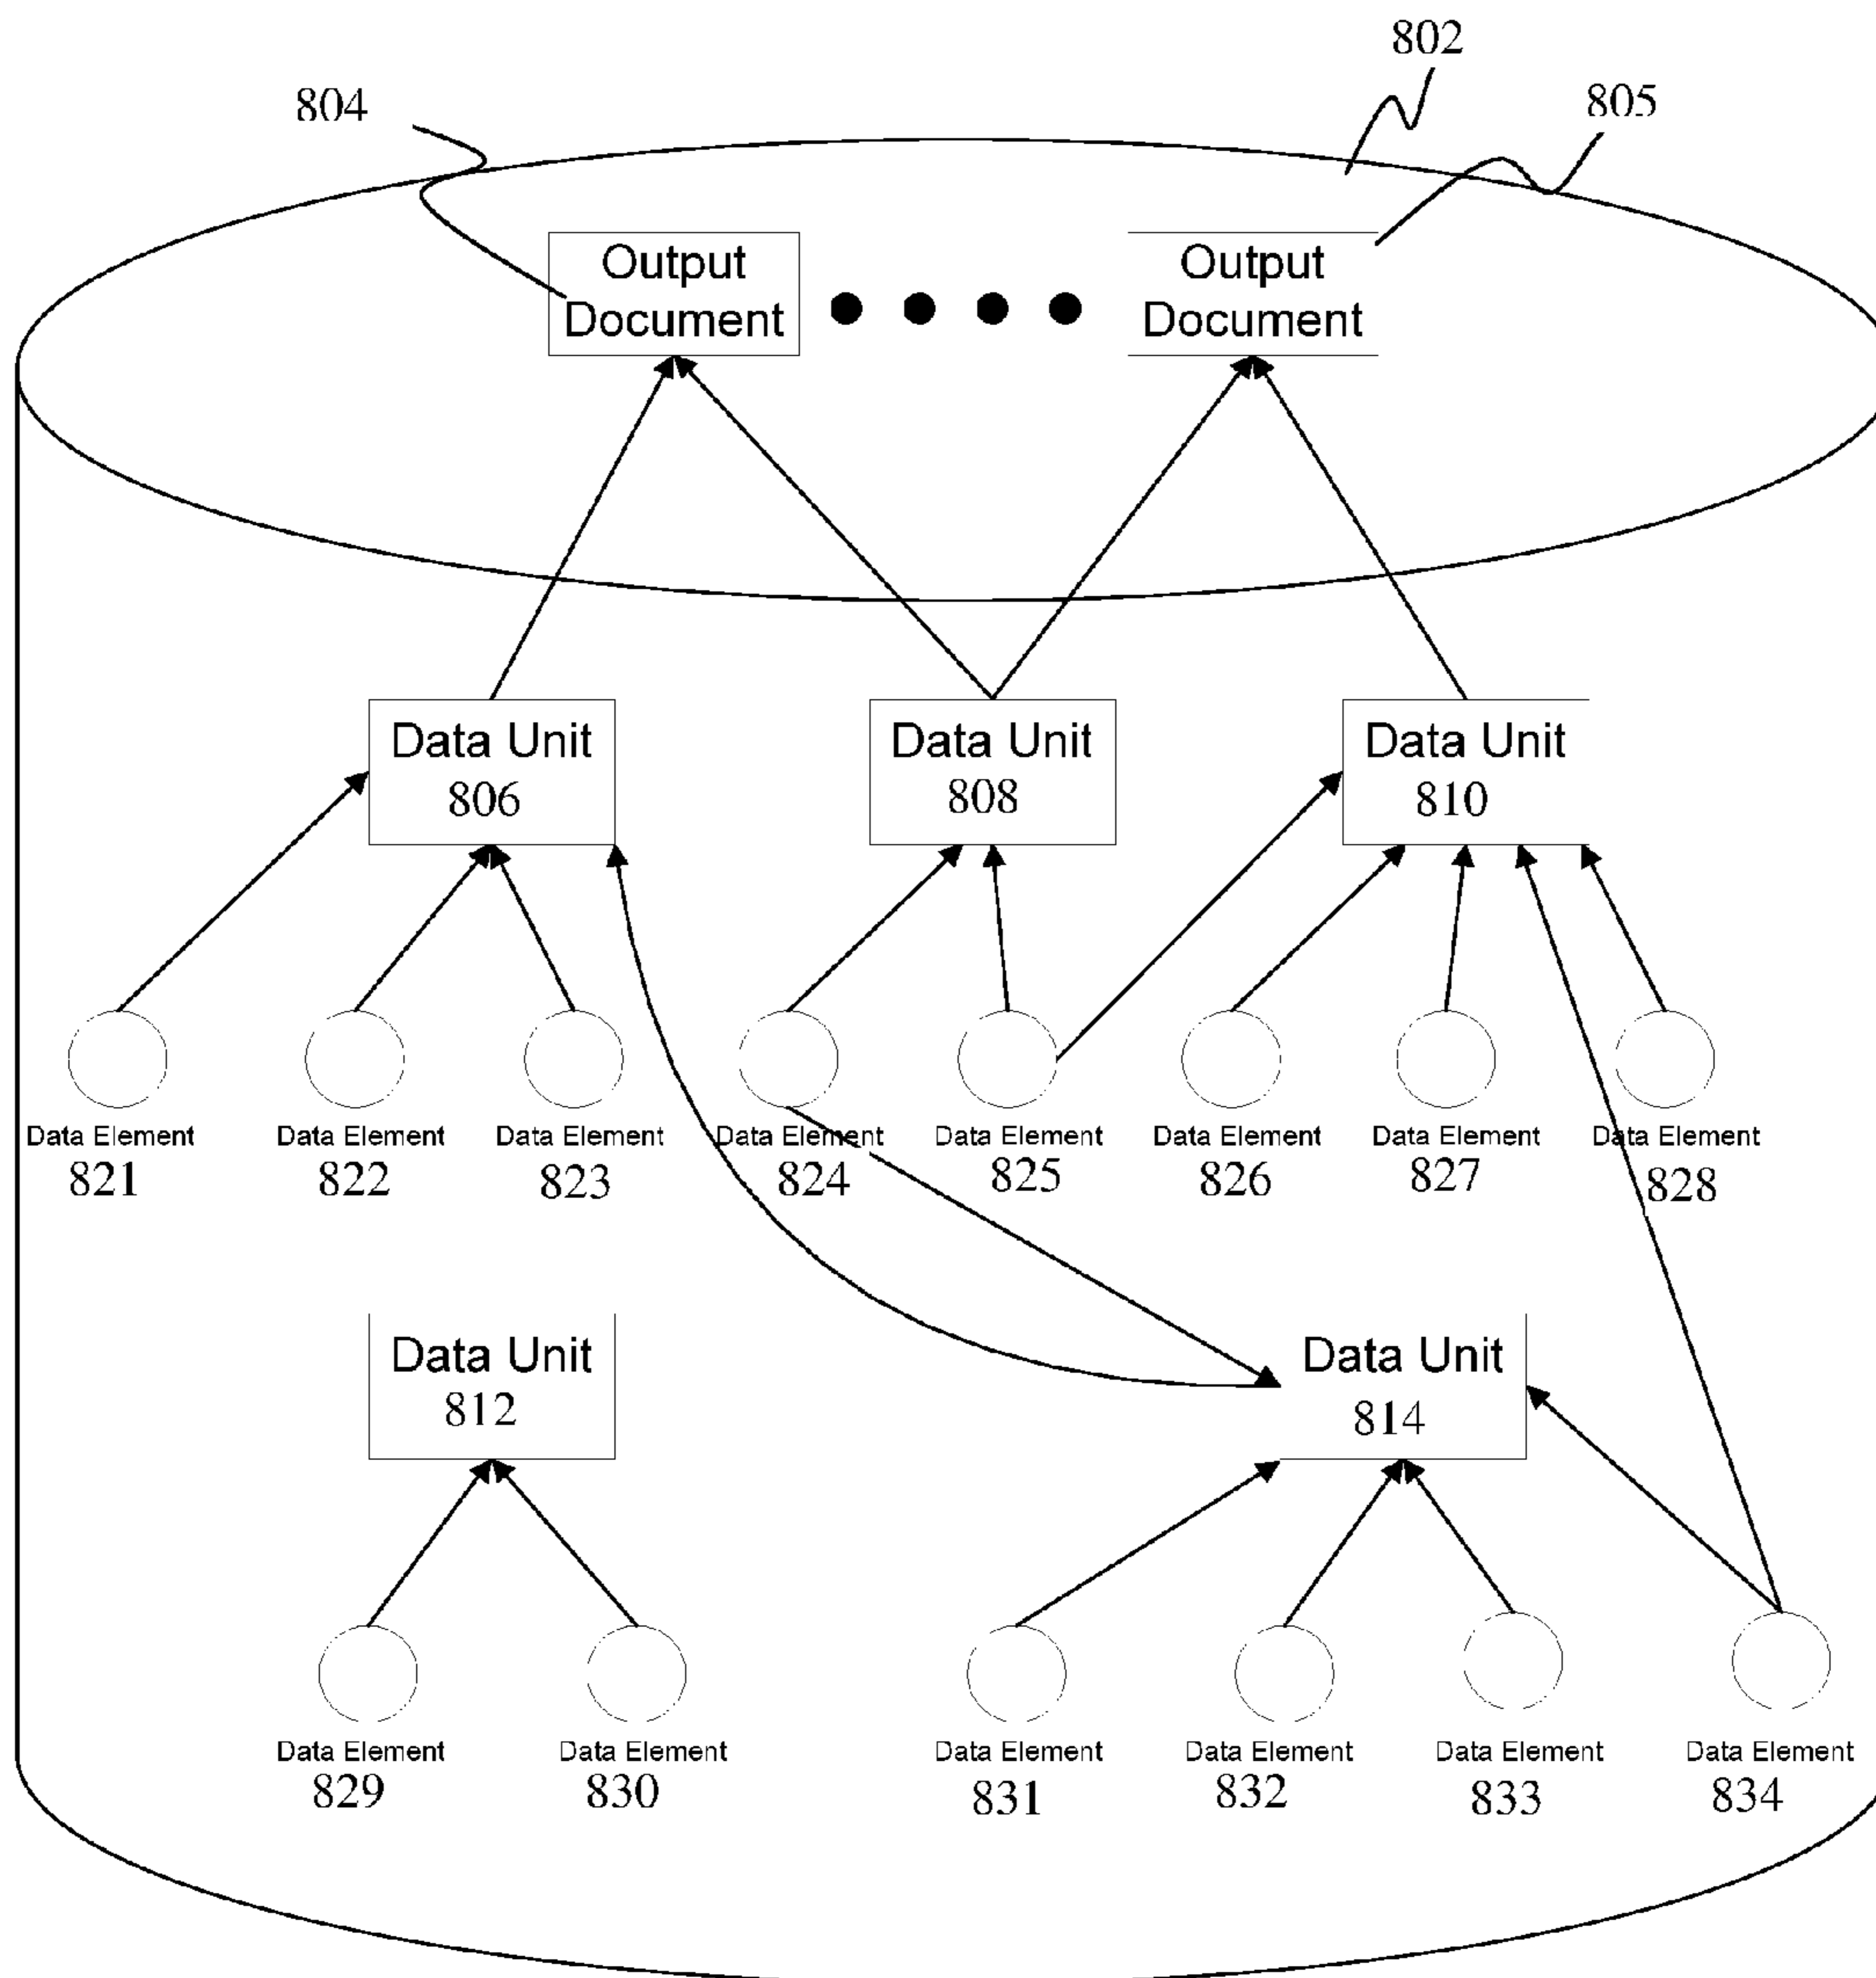 802
804
805
Output
Document
Output
Document
Data Unit
806
Data Unit
808
Data Unit
810
Data Element
821
Data Element
822
Data Element
823
Data Element
824
Data Element
825
Data Element
826
Data Element
827
Data Element
828
Data Unit
812
Data Unit
814
Data Element
829
Data Element
830
Data Element
831
Data Element
832
Data Element
833
Data Element
834